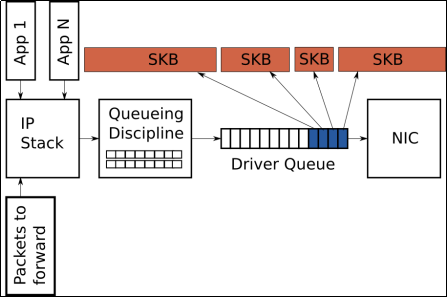 App 1
App N
SKB
SKB
SKB
SKB
IP
Stack
Queueing
Discipline
Driver Queue
NIC
Packets to
forward